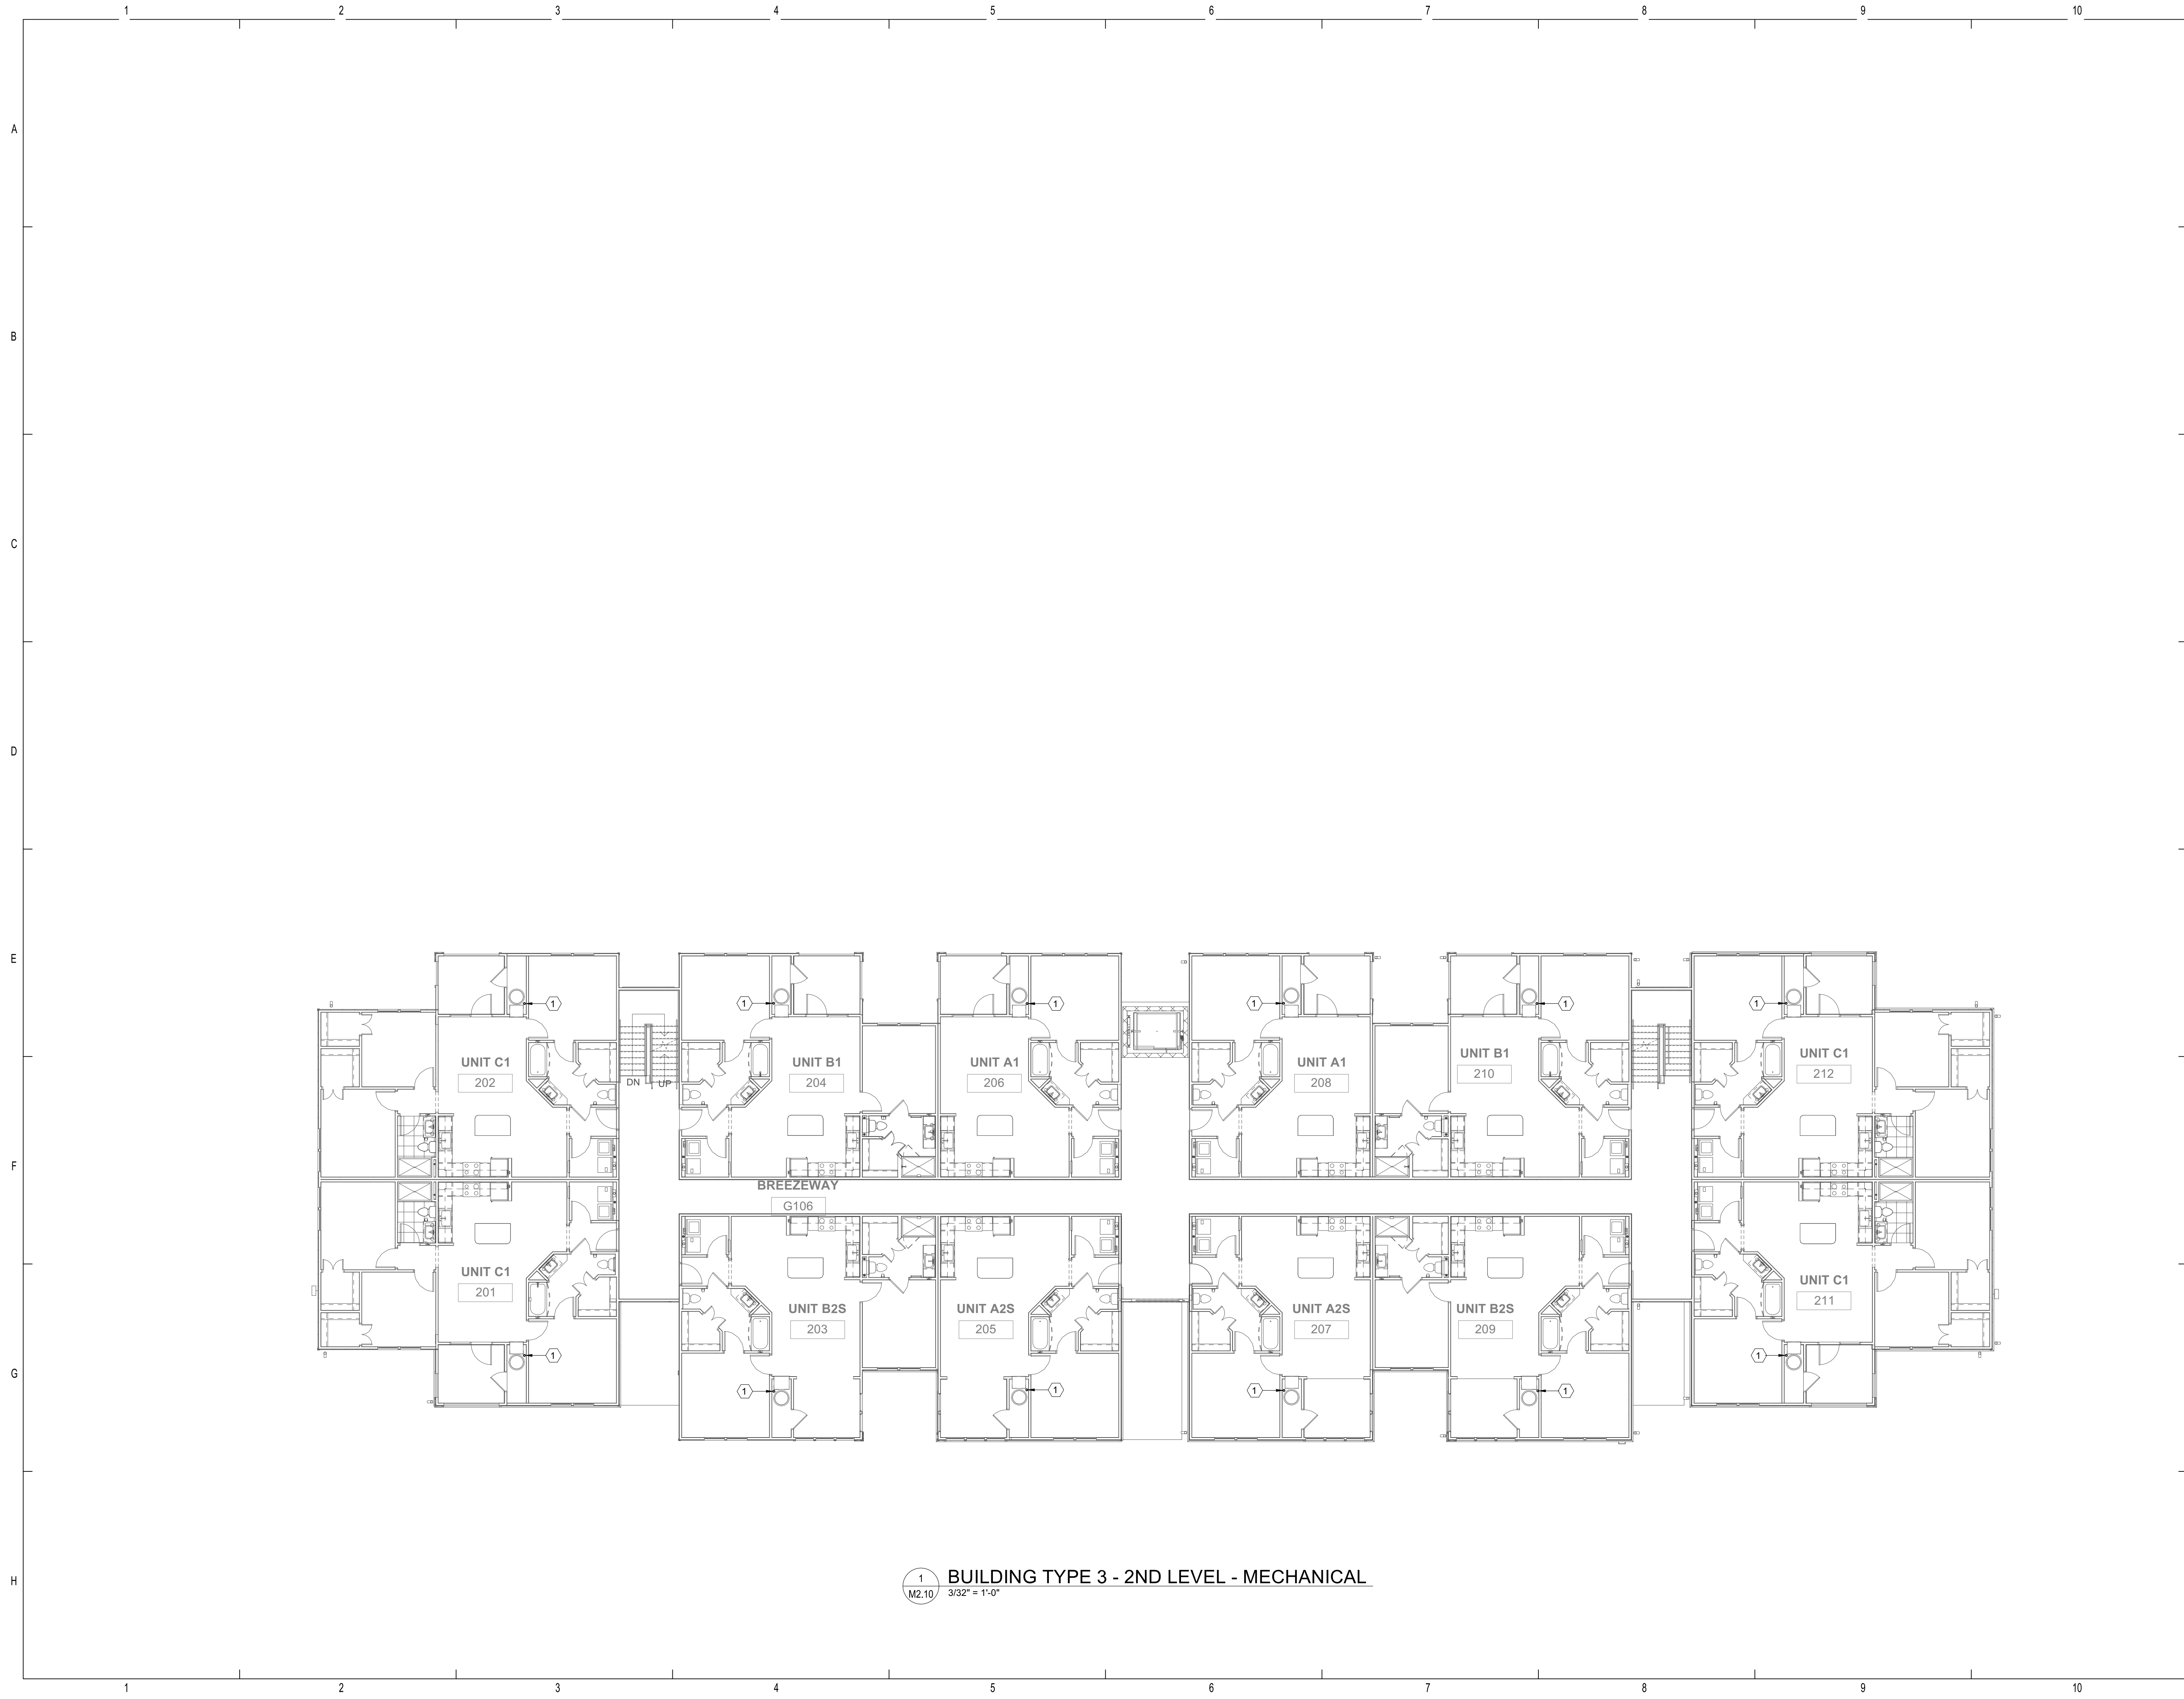 1 2 3 4 5 6 7 8 9 10
A
B
C
D
E
F
G
H
1 1 1 1 1 1
UNIT C1
202
UNIT B1
204
UNIT A1
206
UNIT A1
208
UNIT B1
210
UNIT C1
212
DN UP
BREEZEWAY
G106
UNIT C1
201
UNIT B2S
203
UNIT A2S
205
UNIT A2S
207
UNIT B2S
209
UNIT C1
211
1 1
1 1 1 1
1
M2.10
BUILDING TYPE 3 - 2ND LEVEL - MECHANICAL
3/32" = 1'-0"
1 2 3 4 5 6 7 8 9 10